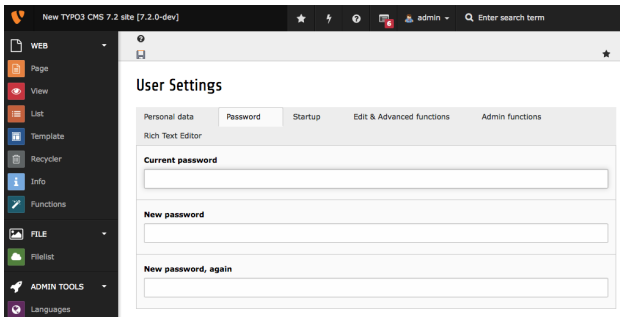 New TYPO3 CMS 7.2 site [7.2.0-dev]
6
admin
Enter search term
WEB
Page
View
List
Template
Recycler
Info
Functions
FILE
Filelist
ADMIN TOOLS
Languages
User Settings
Personal data Password Startup Edit & Advanced functions Admin functions
Rich Text Editor
Current password
New password
New password, again